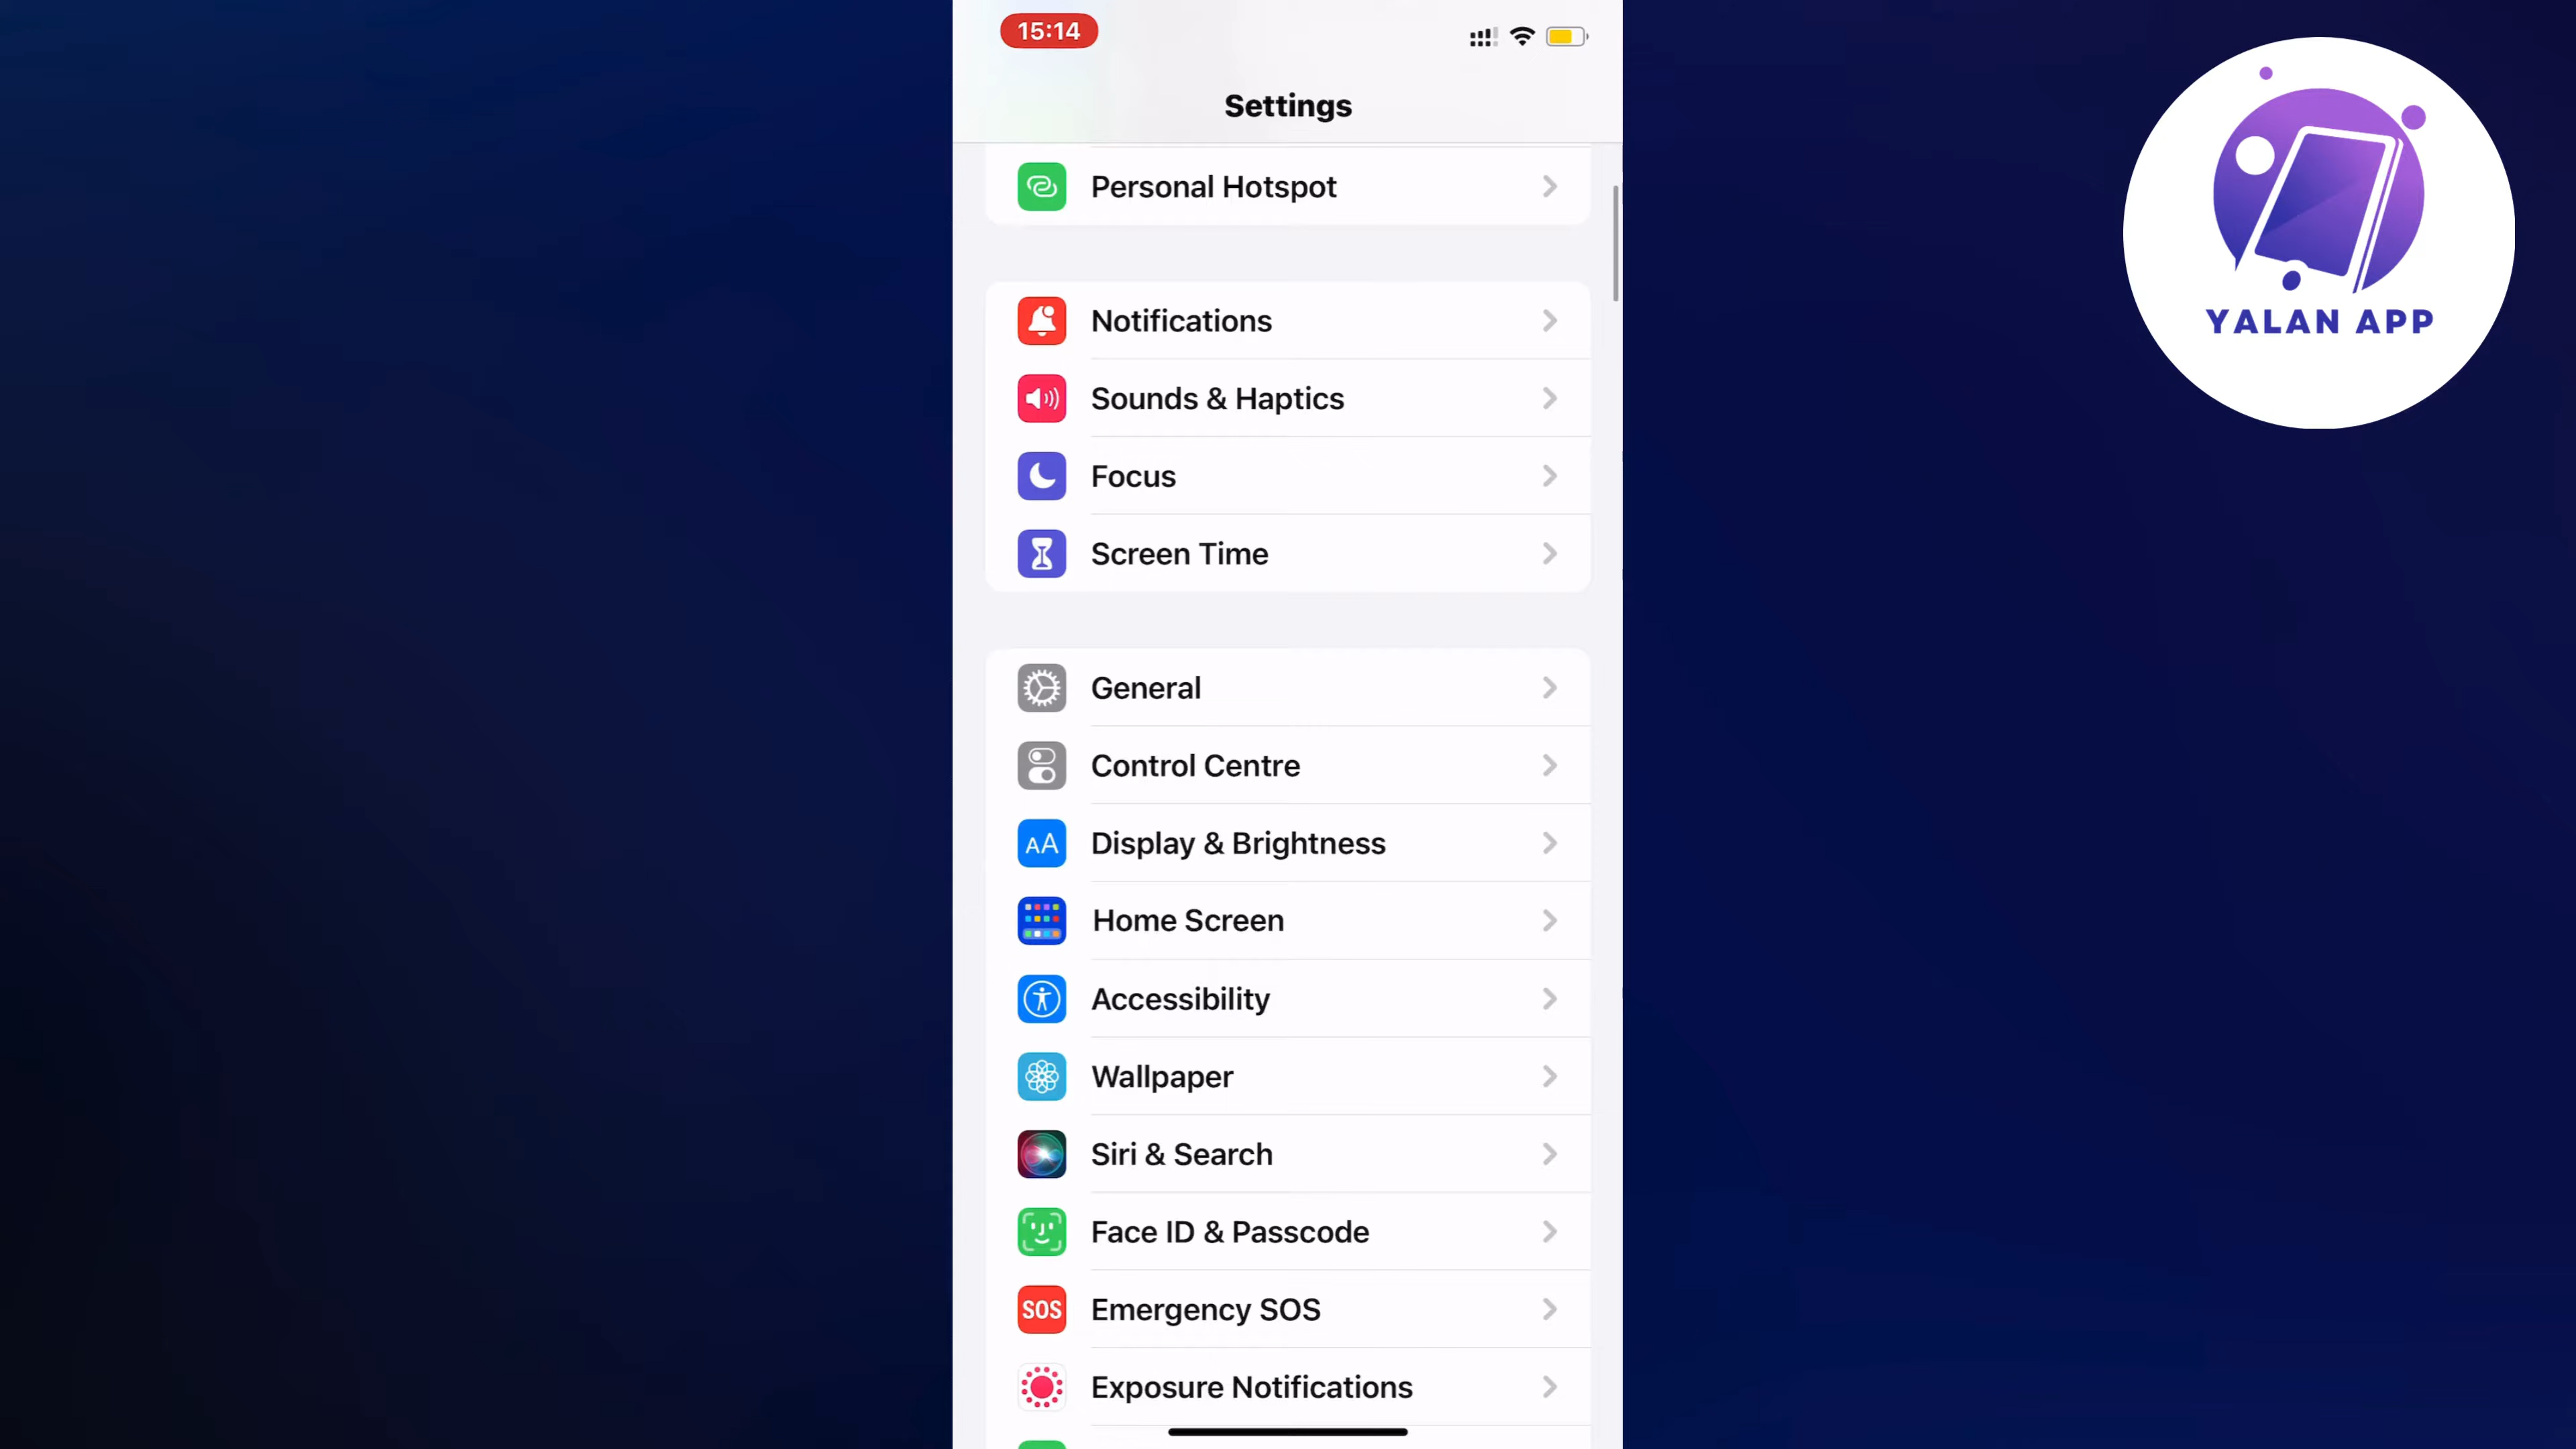 15:14
Settings
Personal Hotspot
Notifications
Sounds & Haptics
Focus
Screen Time
General
Control Centre
AA Display & Brightness
Home Screen
Accessibility
Wallpaper
Siri & Search
Face ID & Passcode
SOS Emergency SOS
Exposure Notifications
YALAN APP